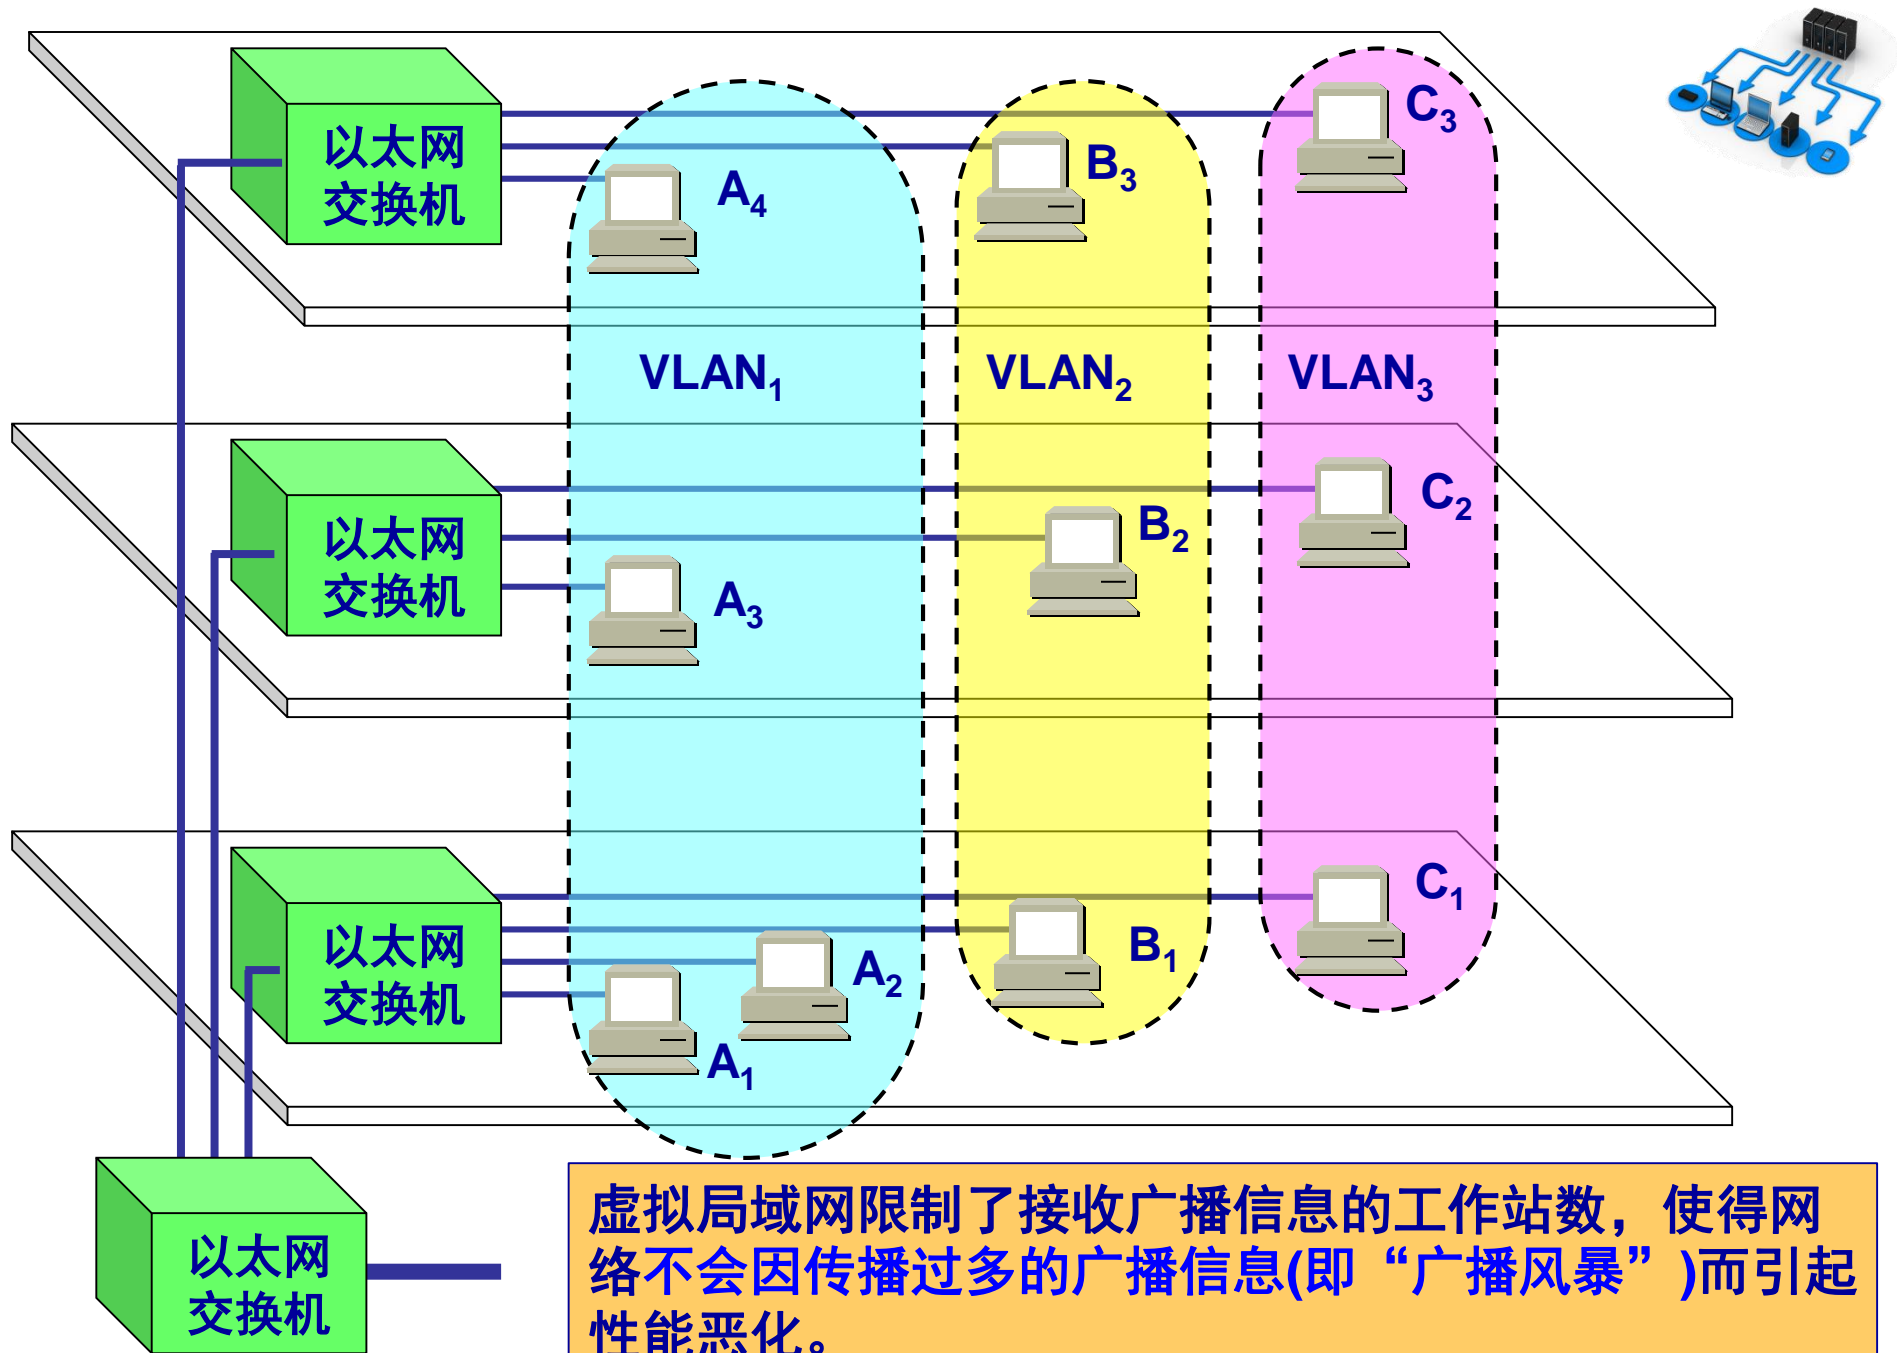 以太网
交换机
A₄
B₃
C₃
VLAN₁
VLAN₂
VLAN₃
以太网
交换机
A₃
B₂
C₂
以太网
交换机
A₁
A₂
B₁
C₁
以太网
交换机
虚拟局域网限制了接收广播信息的工作站数，使得网
络不会因传播过多的广播信息(即“广播风暴”)而引起
性能恶化。